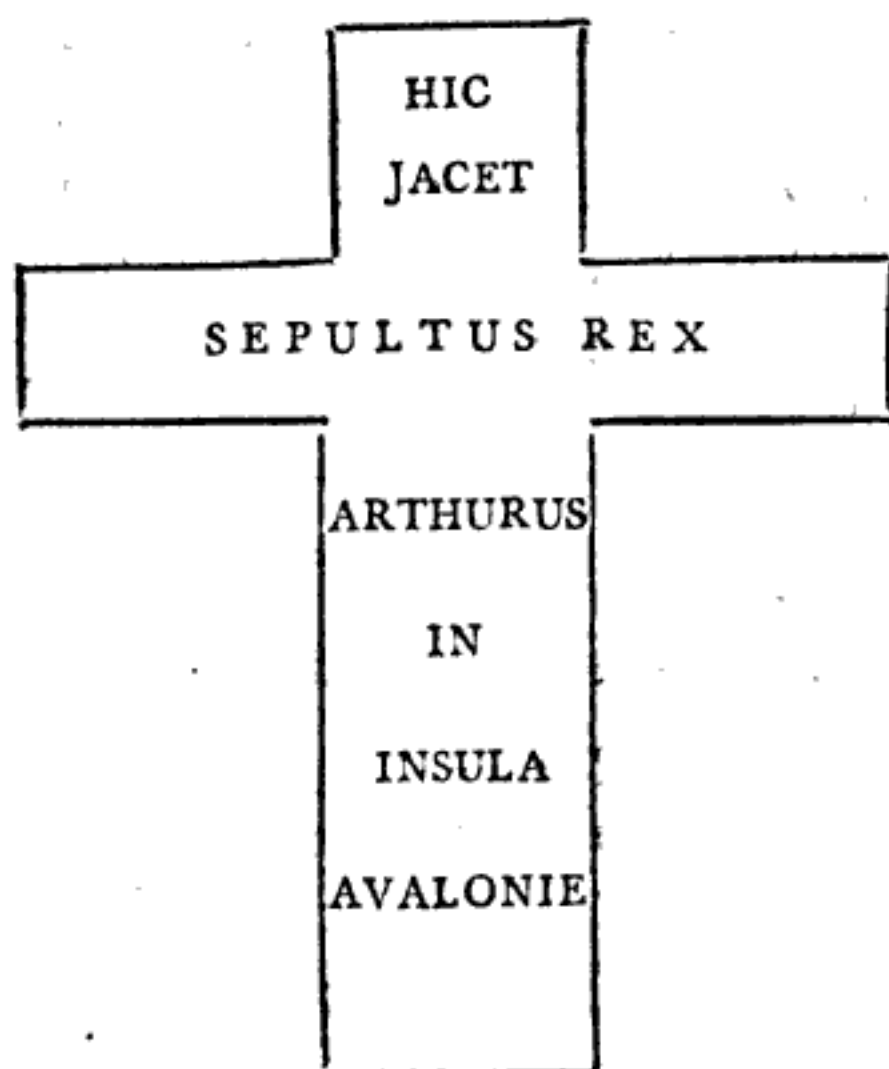 HIC
JACET
SEPULTUS REX
ARTHURUS
IN
INSULA
AVALONIE